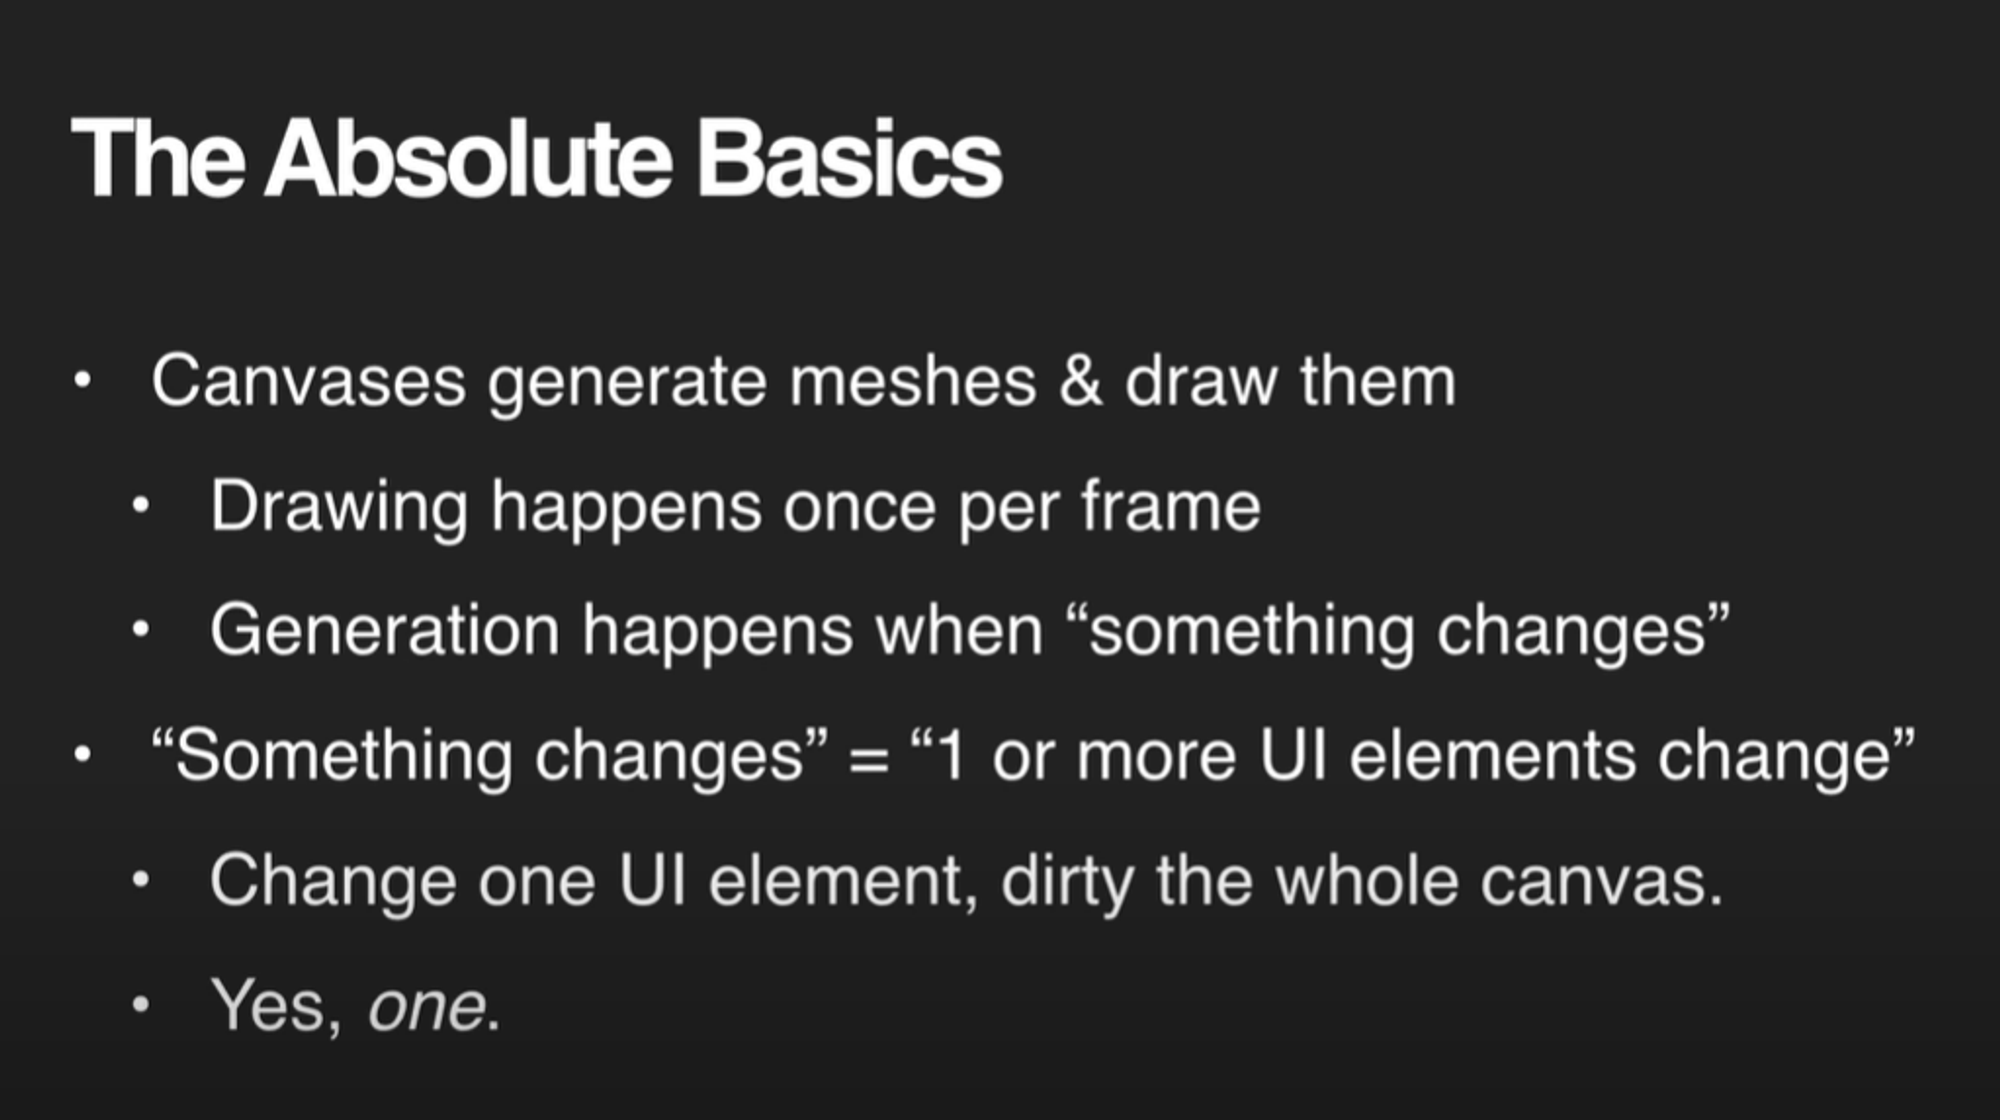 The Absolute Basics
• Canvases generate meshes & draw them
• Drawing happens once per frame
• Generation happens when “something changes”
• “Something changes” = “1 or more UI elements change”
• Change one UI element, dirty the whole canvas.
• Yes, one.